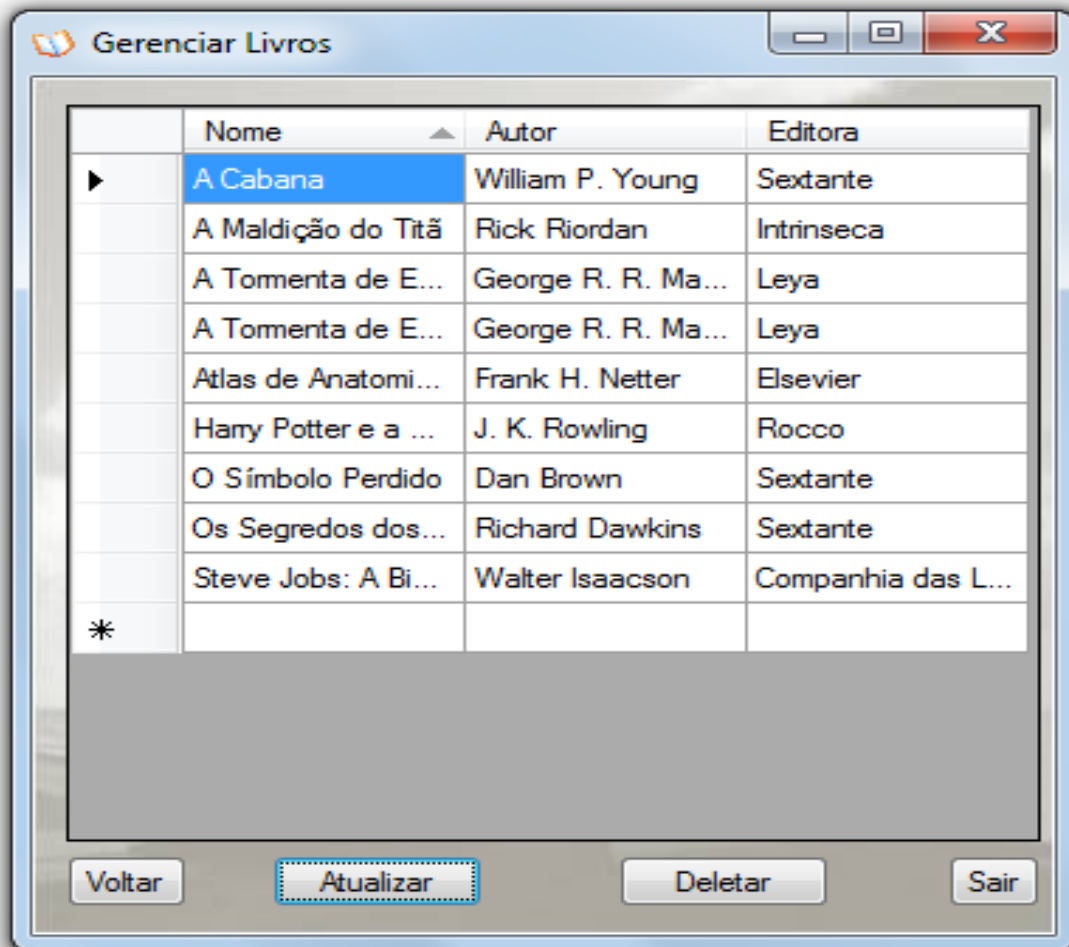 Gerenciar Livros
Nome Autor Editora
A Cabana William P. Young Sextante
A Maldição do Titã Rick Riordan Intrinseca
A Tormenta de E... George R. R. Ma... Leya
A Tormenta de E... George R. R. Ma... Leya
Atlas de Anatomi... Frank H. Netter Elsevier
Harry Potter e a ... J. K. Rowling Rocco
O Símbolo Perdido Dan Brown Sextante
Os Segredos dos... Richard Dawkins Sextante
Steve Jobs: A Bi... Walter Isaacson Companhia das L...
Voltar Atualizar Deletar Sair